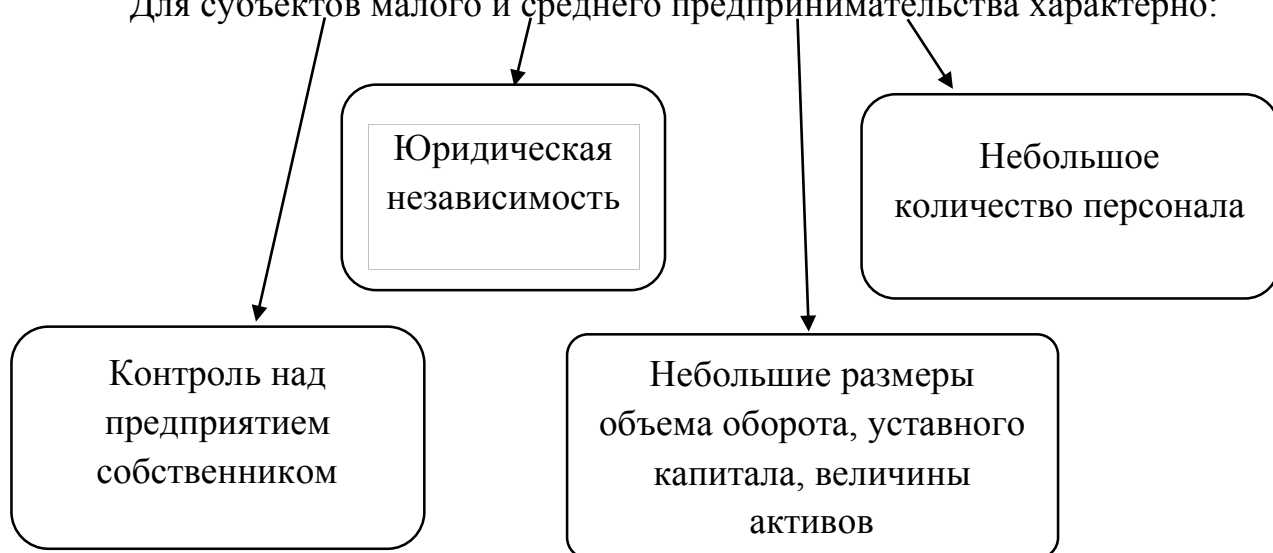 Для субъектов малого и среднего предпринимательства характерно:
Юридическая
независимость
Небольшое
количество персонала
Контроль над
предприятием
собственником
Небольшие размеры
объема оборота, уставного
капитала, величины
активов